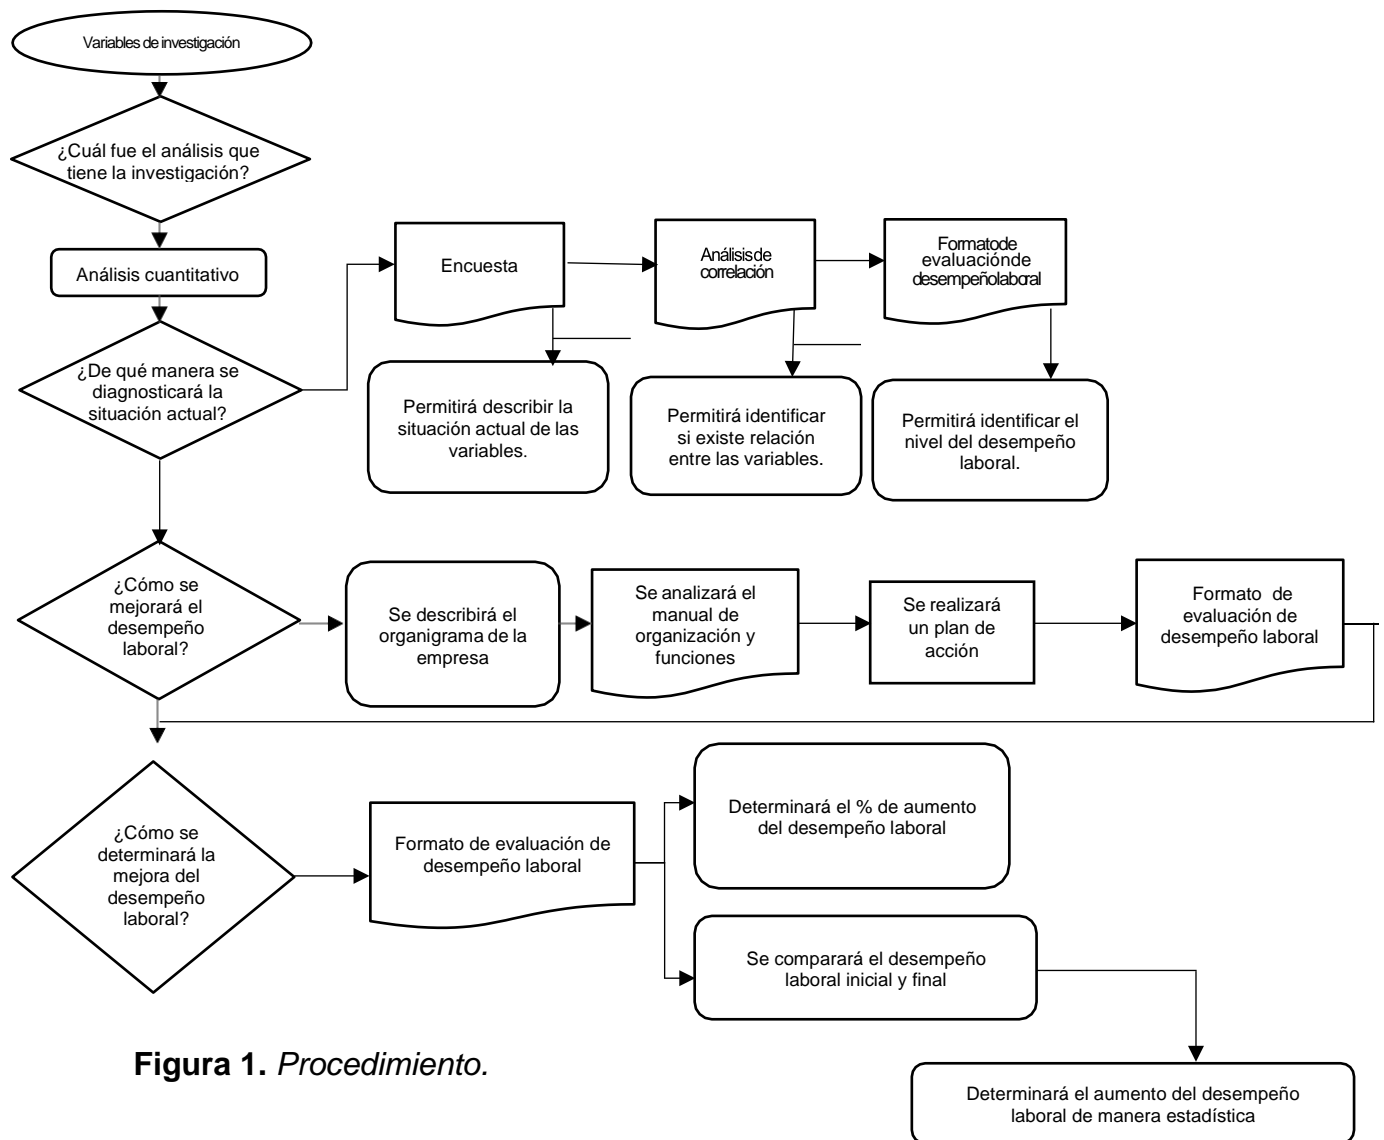 Variables de investigación
¿Cuál fue el análisis que
tiene la investigación?
Análisis cuantitativo
Encuesta
Análisis de
correlación
Formato de
evaluación de
desempeño laboral
¿De qué manera se
diagnosticará la
situación actual?
Permitirá describir la
situación actual de las
variables.
Permitirá identificar
si existe relación
entre las variables.
Permitirá identificar el
nivel del desempeño
laboral.
¿Cómo se
mejorará el
desempeño
laboral?
Se describirá el
organigrama de la
empresa
Se analizará el
manual de
organización y
funciones
Se realizará
un plan de
acción
Formato de
evaluación de
desempeño laboral
¿Cómo se
determinará la
mejora del
desempeño
laboral?
Formato de evaluación de
desempeño laboral
Determinará el % de aumento
del desempeño laboral
Se comparará el desempeño
laboral inicial y final
Determinará el aumento del desempeño
laboral de manera estadística
Figura 1. Procedimiento.